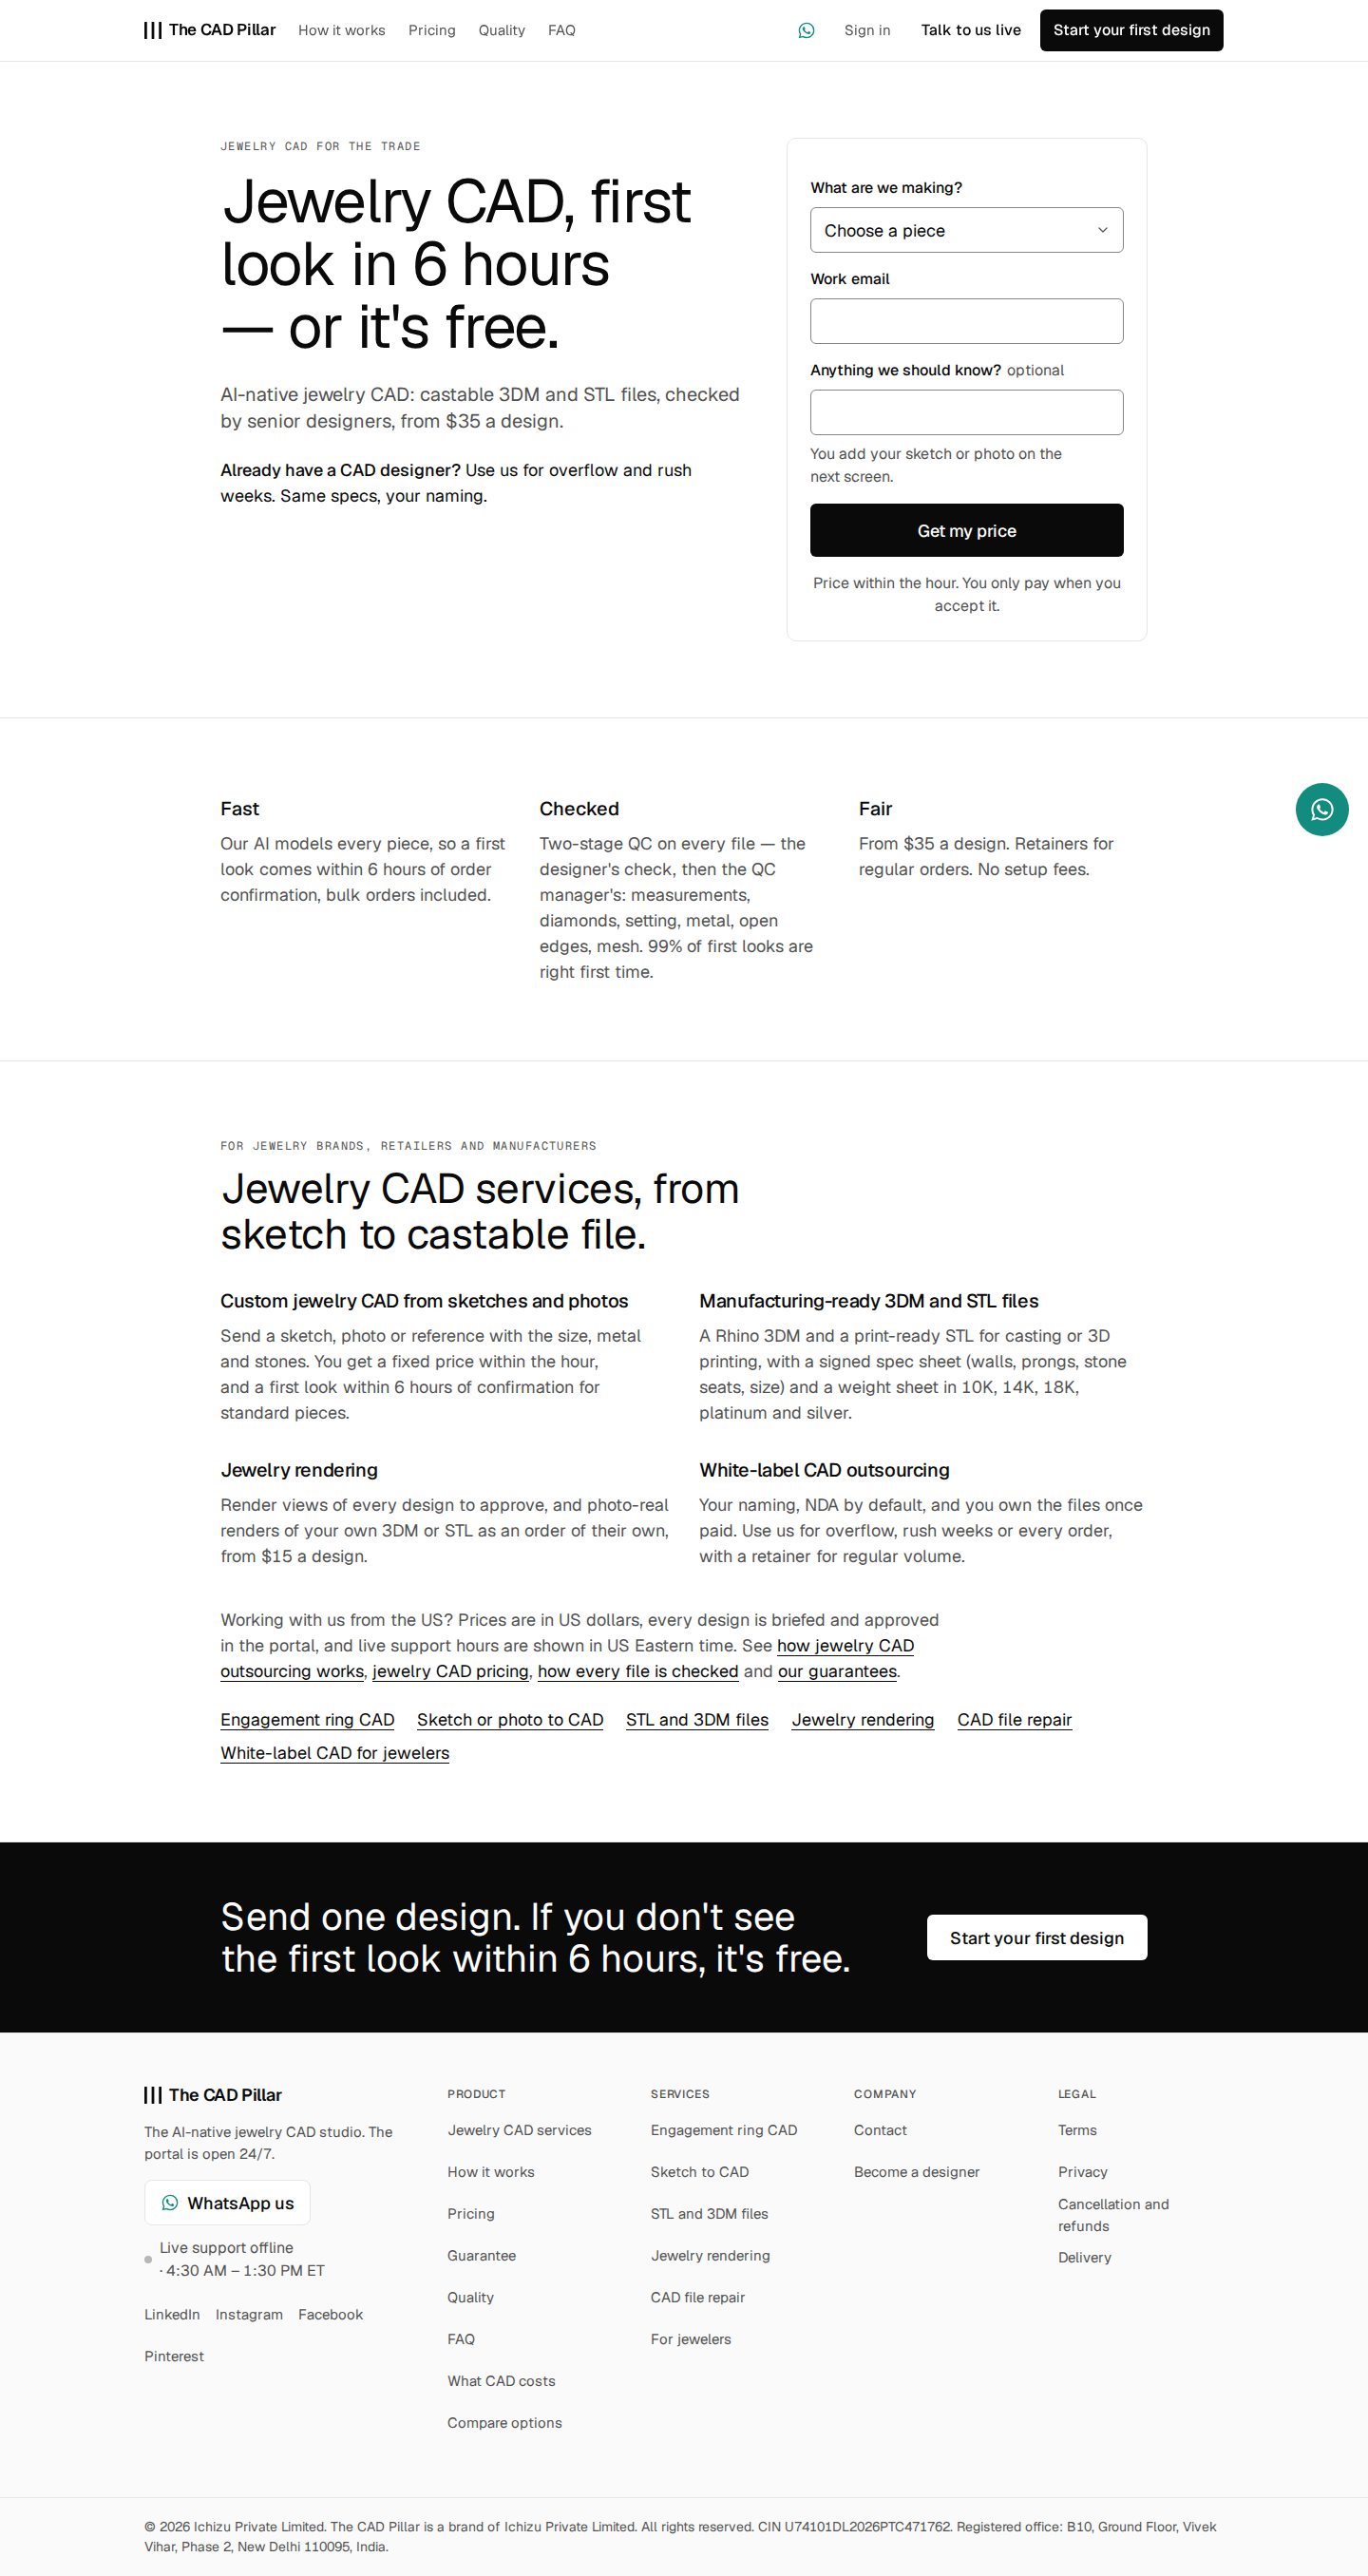 The CAD Pillar How it works Pricing Quality FAQ Sign in Talk to us live Start your first design
JEWELRY CAD FOR THE TRADE
Jewelry CAD, first
look in 6 hours
— or it's free.
AI-native jewelry CAD: castable 3DM and STL files, checked
by senior designers, from $35 a design.
Already have a CAD designer? Use us for overflow and rush
weeks. Same specs, your naming.
What are we making?
Choose a piece
Work email
Anything we should know? optional
You add your sketch or photo on the
next screen.
Get my price
Price within the hour. You only pay when you
accept it.
Fast
Our AI models every piece, so a first
look comes within 6 hours of order
confirmation, bulk orders included.
Checked
Two-stage QC on every file — the
designer's check, then the QC
manager's: measurements,
diamonds, setting, metal, open
edges, mesh. 99% of first looks are
right first time.
Fair
From $35 a design. Retainers for
regular orders. No setup fees.
FOR JEWELRY BRANDS, RETAILERS AND MANUFACTURERS
Jewelry CAD services, from
sketch to castable file.
Custom jewelry CAD from sketches and photos
Send a sketch, photo or reference with the size, metal
and stones. You get a fixed price within the hour,
and a first look within 6 hours of confirmation for
standard pieces.
Manufacturing-ready 3DM and STL files
A Rhino 3DM and a print-ready STL for casting or 3D
printing, with a signed spec sheet (walls, prongs, stone
seats, size) and a weight sheet in 10K, 14K, 18K,
platinum and silver.
Jewelry rendering
Render views of every design to approve, and photo-real
renders of your own 3DM or STL as an order of their own,
from $15 a design.
White-label CAD outsourcing
Your naming, NDA by default, and you own the files once
paid. Use us for overflow, rush weeks or every order,
with a retainer for regular volume.
Working with us from the US? Prices are in US dollars, every design is briefed and approved
in the portal, and live support hours are shown in US Eastern time. See how jewelry CAD
outsourcing works, jewelry CAD pricing, how every file is checked and our guarantees.
Engagement ring CAD Sketch or photo to CAD STL and 3DM files Jewelry rendering CAD file repair
White-label CAD for jewelers
Send one design. If you don't see
the first look within 6 hours, it's free.
Start your first design
The CAD Pillar
The AI-native jewelry CAD studio. The
portal is open 24/7.
WhatsApp us
Live support offline
· 4:30 AM – 1:30 PM ET
LinkedIn Instagram Facebook
Pinterest
PRODUCT
Jewelry CAD services
How it works
Pricing
Guarantee
Quality
FAQ
What CAD costs
Compare options
SERVICES
Engagement ring CAD
Sketch to CAD
STL and 3DM files
Jewelry rendering
CAD file repair
For jewelers
COMPANY
Contact
Become a designer
LEGAL
Terms
Privacy
Cancellation and
refunds
Delivery
© 2026 Ichizu Private Limited. The CAD Pillar is a brand of Ichizu Private Limited. All rights reserved. CIN U74101DL2026PTC471762. Registered office: B10, Ground Floor, Vivek
Vihar, Phase 2, New Delhi 110095, India.